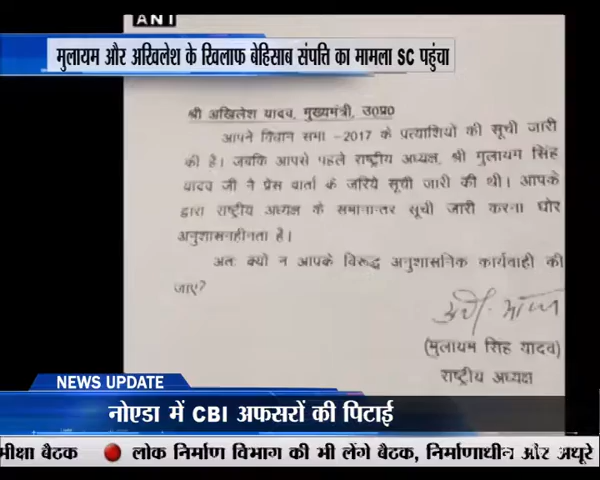 ANI
मुलायम और अखिलेश के खिलाफ बेहिसाब संपत्ति का मामला SC पहुंचा
श्री अखिलेश यादव, मुख्यमंत्री, उ0प्र0
आपने विधान सभा -2017 के प्रत्याशियों की सूची जारी
की है। जबकि आपसे पहले राष्ट्रीय अध्यक्ष, श्री मुलायम सिंह
यादव जी ने प्रेस वार्ता के जरिये सूची जारी की थी। आपके
द्वारा राष्ट्रीय अध्यक्ष के समानान्तर सूची जारी करना घोर
अनुशासनहीनता है।
अतः क्यों न आपके विरूद्ध अनुशासनिक कार्यवाही की
जाए?
(मुलायम सिंह यादव)
राष्ट्रीय अध्यक्ष
NEWS UPDATE
नोएडा में CBI अफसरों की पिटाई
मीक्षा बैठक लोक निर्माण विभाग की भी लेंगे बैठक, निर्माणाधीन और अधूरे